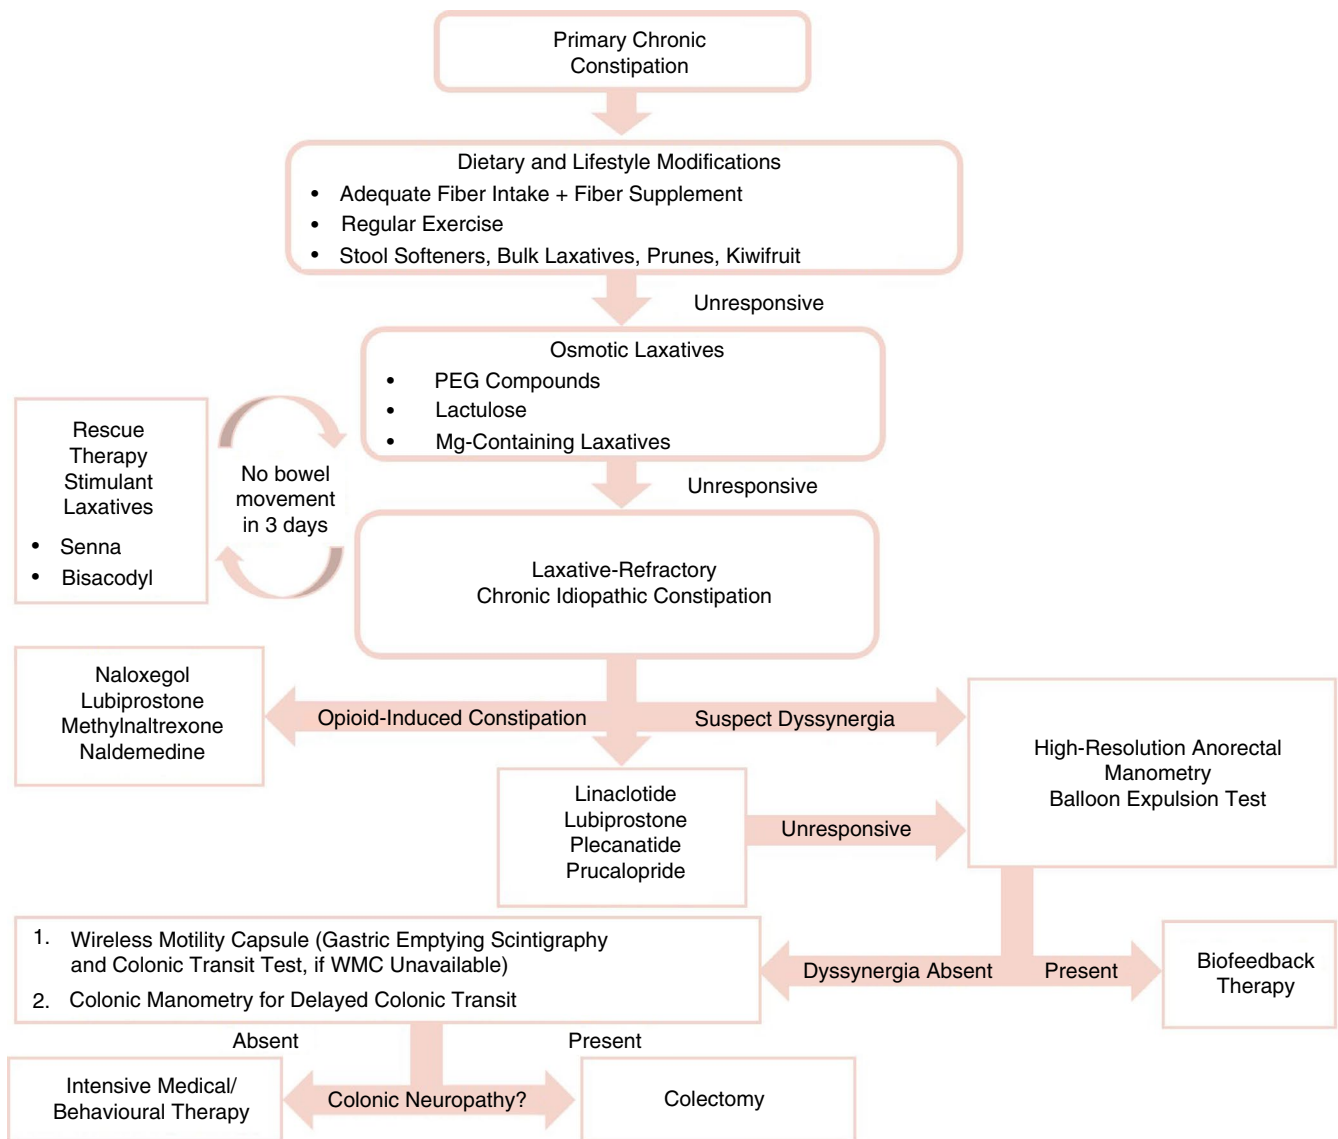 Primary Chronic
Constipation
Dietary and Lifestyle Modifications
• Adequate Fiber Intake + Fiber Supplement
• Regular Exercise
• Stool Softeners, Bulk Laxatives, Prunes, Kiwifruit
Unresponsive
Osmotic Laxatives
• PEG Compounds
• Lactulose
• Mg-Containing Laxatives
Rescue
Therapy
Stimulant
Laxatives
• Senna
• Bisacodyl
No bowel
movement
in 3 days
Unresponsive
Laxative-Refractory
Chronic Idiopathic Constipation
Naloxegol
Lubiprostone
Methylnaltrexone
Naldemedine
Opioid-Induced Constipation
Suspect Dyssynergia
High-Resolution Anorectal
Manometry
Balloon Expulsion Test
Linaclotide
Lubiprostone
Plecanatide
Prucalopride
Unresponsive
1. Wireless Motility Capsule (Gastric Emptying Scintigraphy
and Colonic Transit Test, if WMC Unavailable)
2. Colonic Manometry for Delayed Colonic Transit
Dyssynergia Absent
Present
Biofeedback
Therapy
Absent
Present
Intensive Medical/
Behavioural Therapy
Colonic Neuropathy?
Colectomy